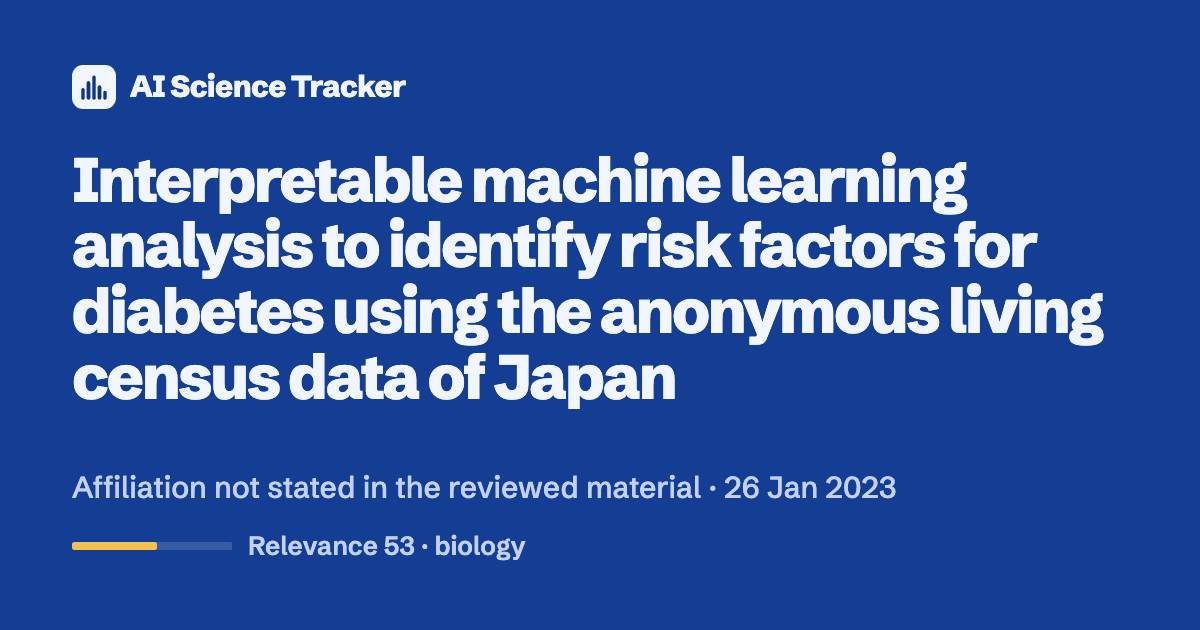 AI Science Tracker
Interpretable machine learning
analysis to identify risk factors for
diabetes using the anonymous living
census data of Japan
Affiliation not stated in the reviewed material · 26 Jan 2023
Relevance 53 · biology